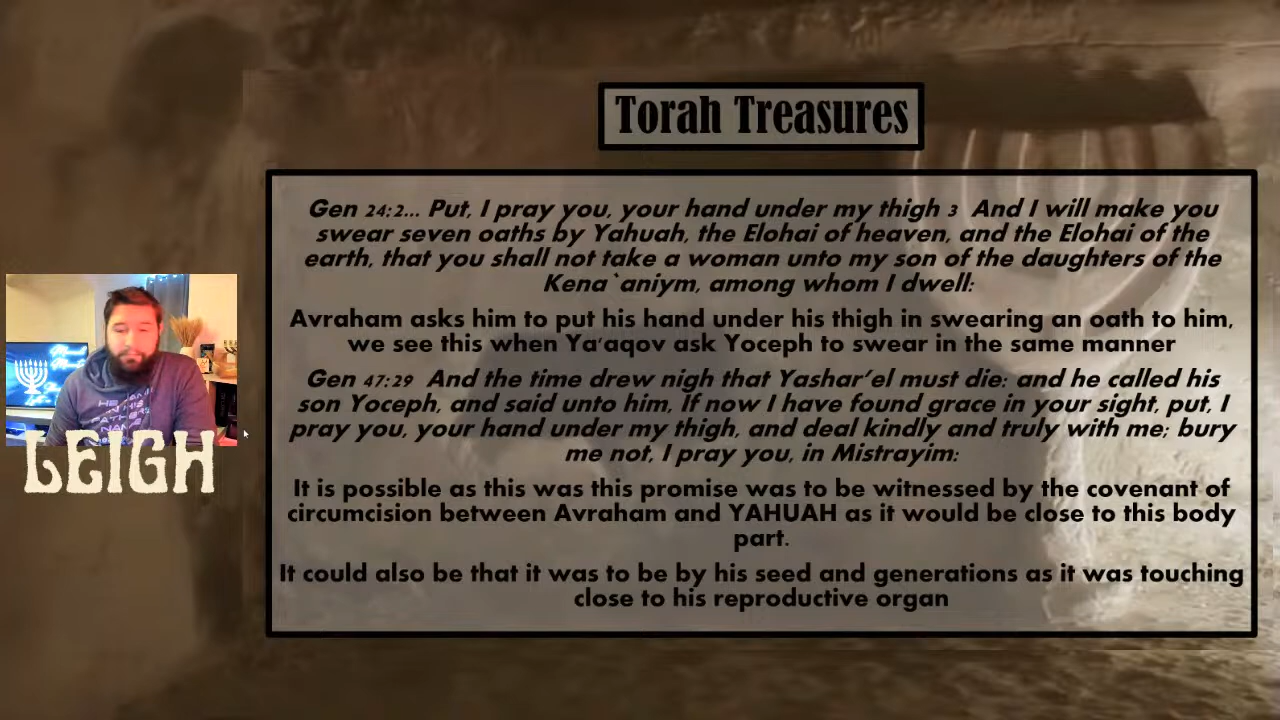 Torah Treasures
Gen 24:2... Put, I pray you, your hand under my thigh 3 And I will make you
swear seven oaths by Yahuah, the Elohai of heaven, and the Elohai of the
earth, that you shall not take a woman unto my son of the daughters of the
Kena`aniym, among whom I dwell:
Avraham asks him to put his hand under his thigh in swearing an oath to him,
we see this when Ya'aqov ask Yoceph to swear in the same manner
Gen 47:29 And the time drew nigh that Yashar'el must die: and he called his
son Yoceph, and said unto him, If now I have found grace in your sight, put, I
pray you, your hand under my thigh, and deal kindly and truly with me; bury
me not, I pray you, in Mistrayim:
It is possible as this was this promise was to be witnessed by the covenant of
circumcision between Avraham and YAHUAH as it would be close to this body
part.
It could also be that it was to be by his seed and generations as it was touching
close to his reproductive organ
LEIGH